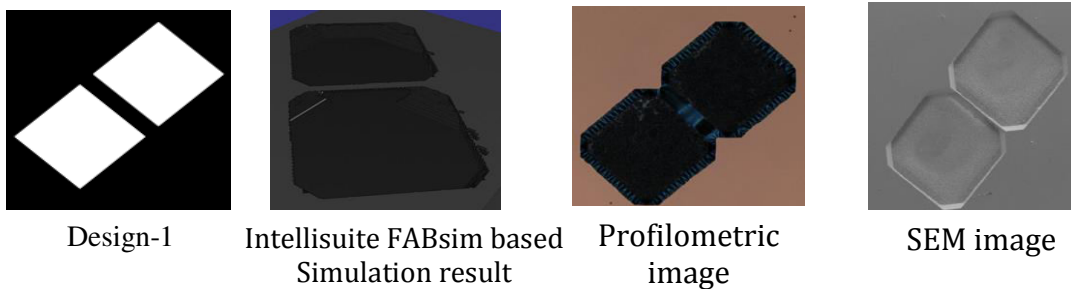 Design-1
Intellisuite FABsim based
Simulation result
Profilometric
image
SEM image